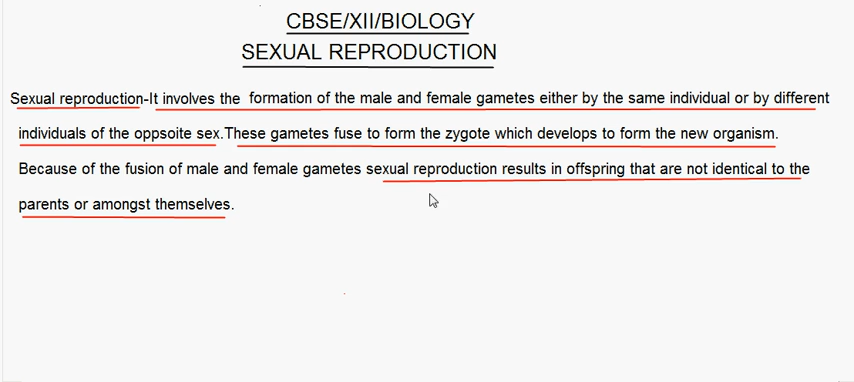 CBSE/XII/BIOLOGY
SEXUAL REPRODUCTION
Sexual reproduction-It involves the formation of the male and female gametes either by the same individual or by different
individuals of the oppsoite sex.These gametes fuse to form the zygote which develops to form the new organism.
Because of the fusion of male and female gametes sexual reproduction results in offspring that are not identical to the
parents or amongst themselves.